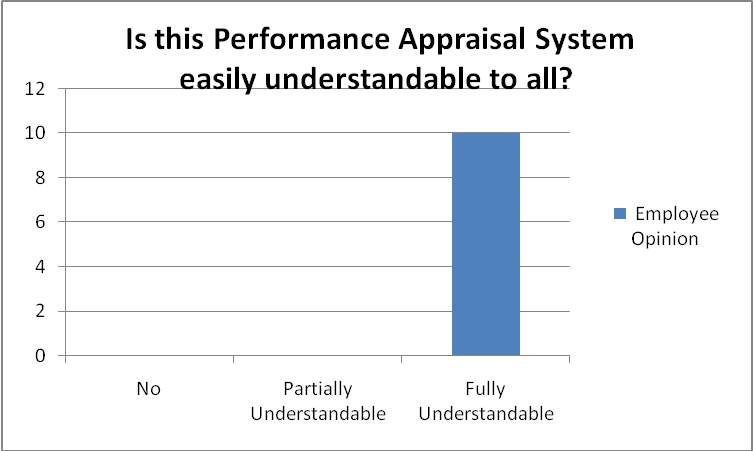 Is this Performance Appraisal System
easily understandable to all?
12
10
8
6
4
2
0
No
Partially
Understandable
Fully
Understandable
Employee
Opinion